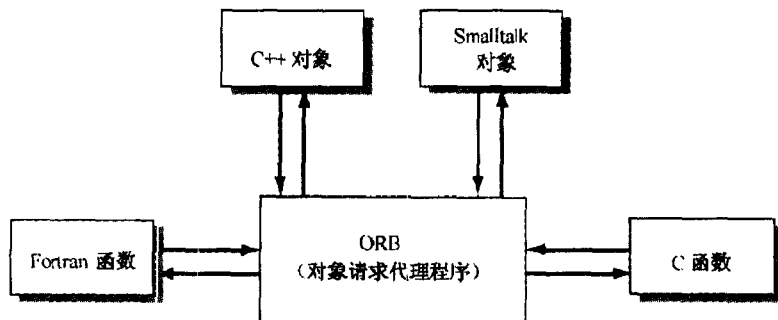 C++ 对象
Smalltalk
对象
Fortran 函数
ORB
（对象请求代理程序）
C 函数